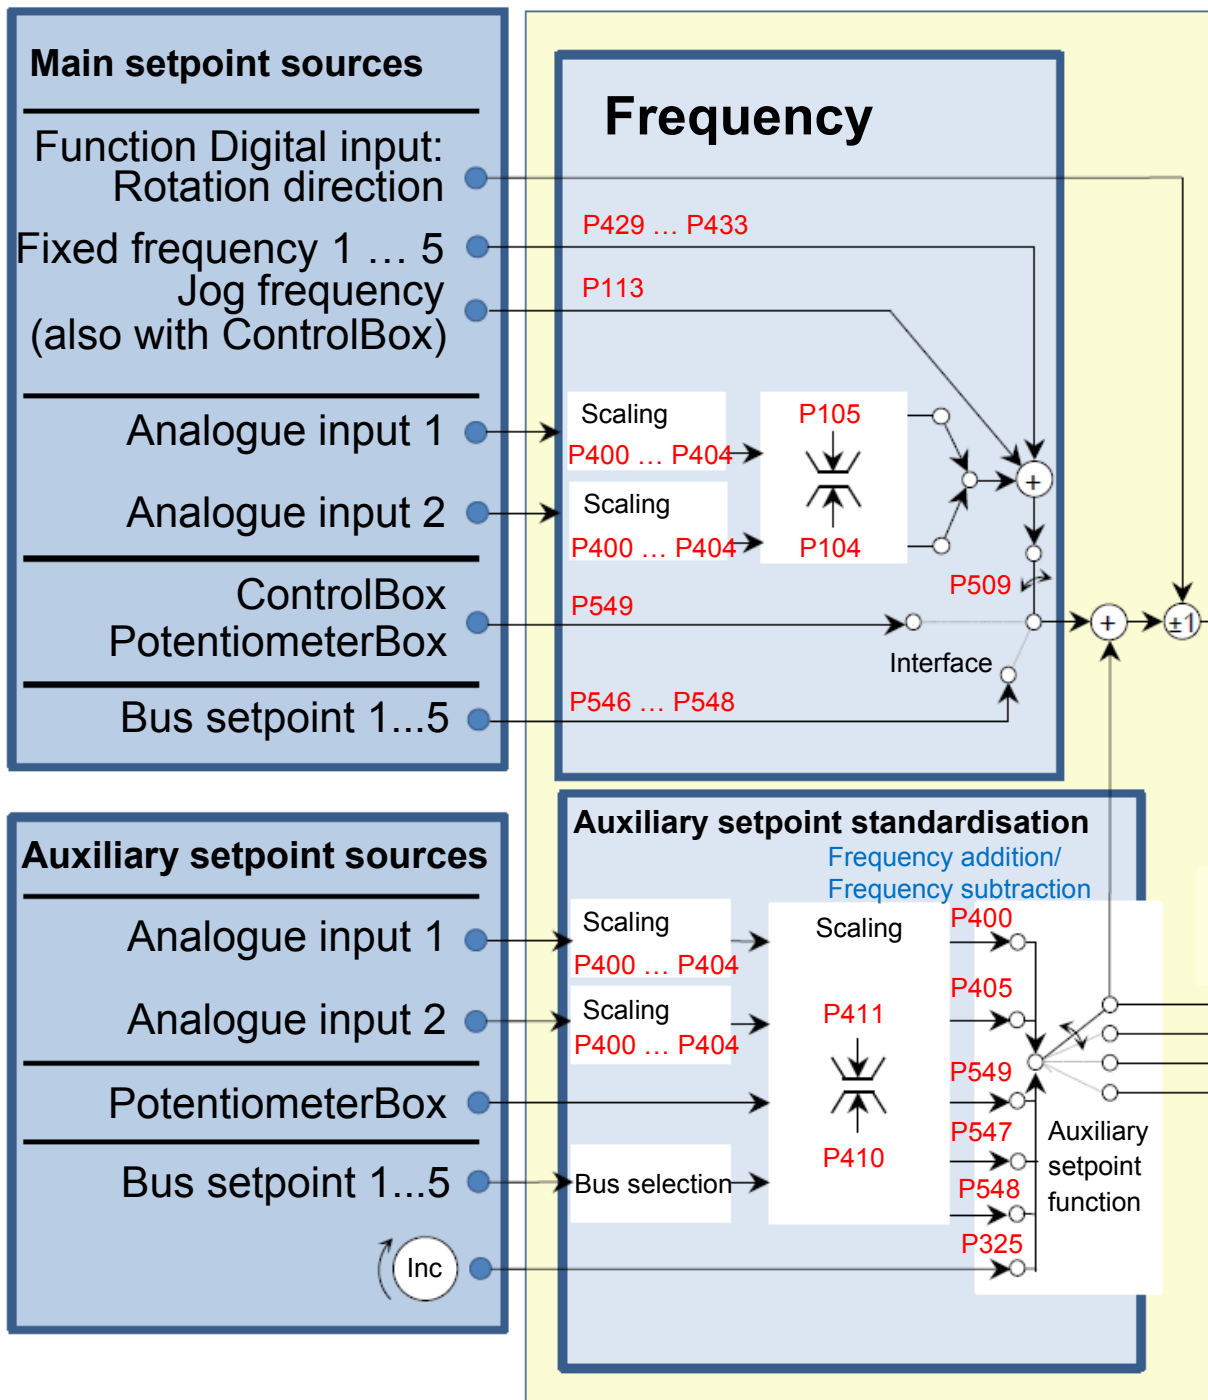 Main setpoint sources
Function Digital input:
Rotation direction
Fixed frequency 1 … 5
Jog frequency
(also with ControlBox)
Analogue input 1
Analogue input 2
ControlBox
PotentiometerBox
Bus setpoint 1...5
Frequency
P429 … P433
P113
Scaling
P400 … P404
Scaling
P400 … P404
P105
P104
+
P509
P549
Interface
P546 … P548
+
±1
Auxiliary setpoint sources
Analogue input 1
Analogue input 2
PotentiometerBox
Bus setpoint 1...5
Inc
Auxiliary setpoint standardisation
Frequency addition/
Frequency subtraction
Scaling
P400 … P404
Scaling
P400 … P404
Bus selection
Scaling
P411
P410
P400
P405
P549
P547
P548
P325
Auxiliary
setpoint
function